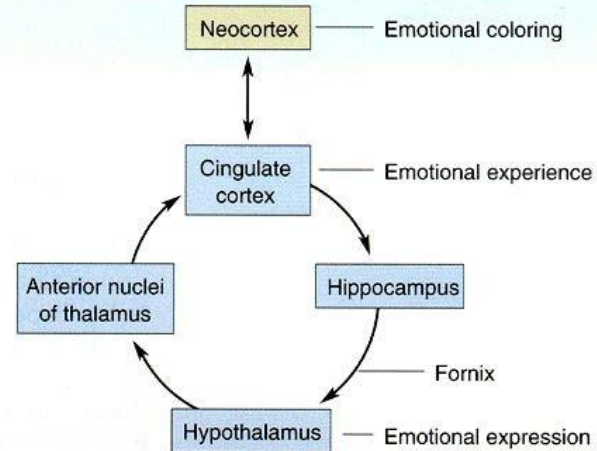 Neocortex
Emotional coloring
Cingulate
cortex
Emotional experience
Anterior nuclei
of thalamus
Hippocampus
Fornix
Hypothalamus
Emotional expression